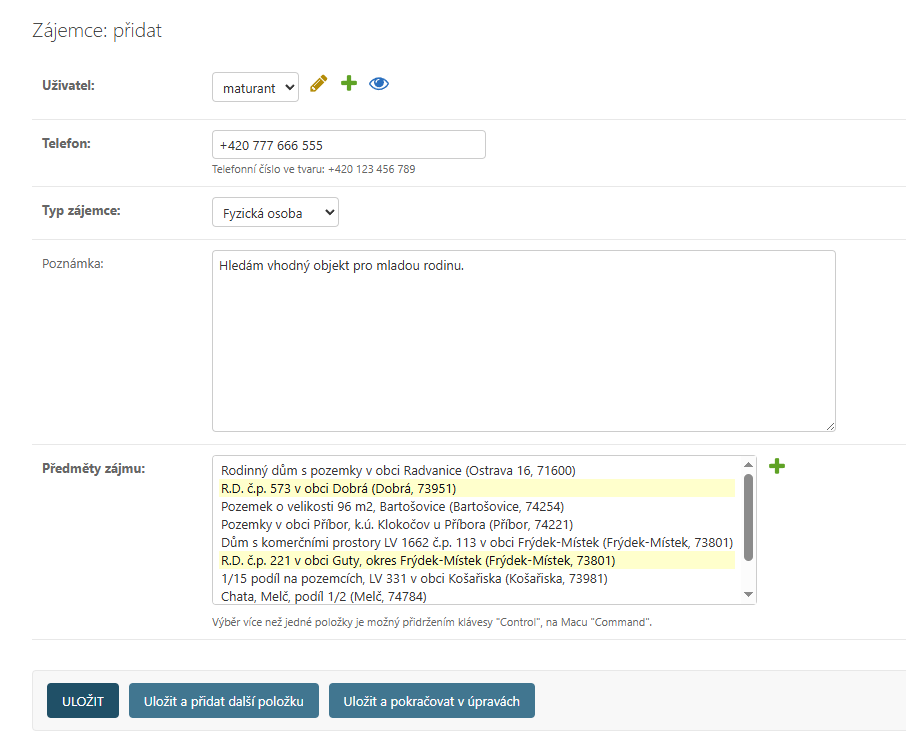 Zájemce: přidat
Uživatel:
maturant
Telefon:
+420 777 666 555
Telefonní číslo ve tvaru: +420 123 456 789
Typ zájemce:
Fyzická osoba
Poznámka:
Hledám vhodný objekt pro mladou rodinu.
Předměty zájmu:
Rodinný dům s pozemky v obci Radvanice (Ostrava 16, 71600)
R.D. č.p. 573 v obci Dobrá (Dobrá, 73951)
Pozemek o velikosti 96 m2, Bartošovice (Bartošovice, 74254)
Pozemky v obci Příbor, k.ú. Klokočov u Příbora (Příbor, 74221)
Dům s komerčními prostory LV 1662 č.p. 113 v obci Frýdek-Místek (Frýdek-Místek, 73801)
R.D. č.p. 221 v obci Guty, okres Frýdek-Místek (Frýdek-Místek, 73801)
1/15 podíl na pozemcích, LV 331 v obci Košařiska (Košařiska, 73981)
Chata, Melč, podíl 1/2 (Melč, 74784)
Výběr více než jedné položky je možný přidržením klávesy "Control", na Macu "Command".
ULOŽIT
Uložit a přidat další položku
Uložit a pokračovat v úpravách